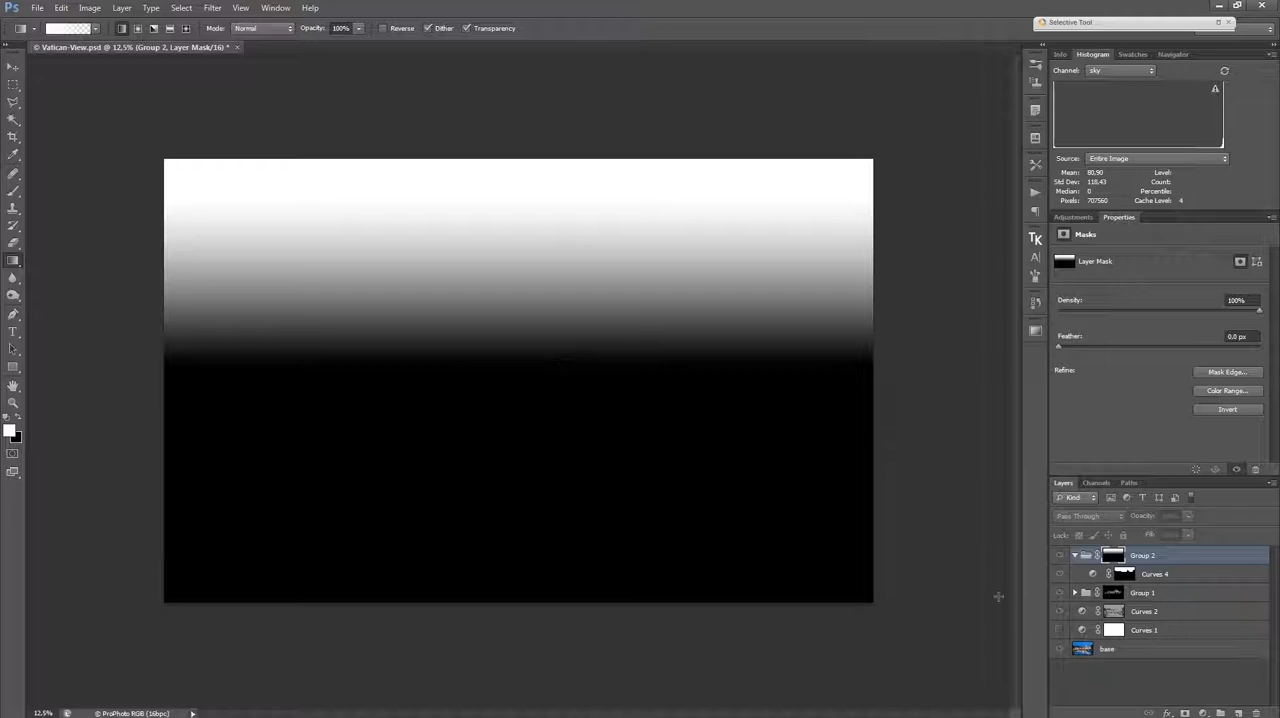 Ps File Edit Image Layer Type Select Filter View Window Help
Mode: Normal Opacity: 100% Reverse Dither Transparency
Selective Tool
© Vatican-View.psd @ 12,5% (Group 2, Layer Mask/16) * ×
Info Histogram Swatches Navigator
Channel: sky
Source: Entire Image
Mean: 80,90 Level:
Std Dev: 118,43 Count:
Median: 0 Percentile:
Pixels: 707560 Cache Level: 4
Adjustments Properties
Masks
TK
Layer Mask
Density: 100%
Feather: 0,0 px
Refine: Mask Edge...
Color Range...
Invert
Layers Channels Paths
Kind
Pass Through Opacity:
Lock: Fill:
Group 2
Curves 4
Group 1
Curves 2
Curves 1
base
12,5% © ProPhoto RGB (16bpc)